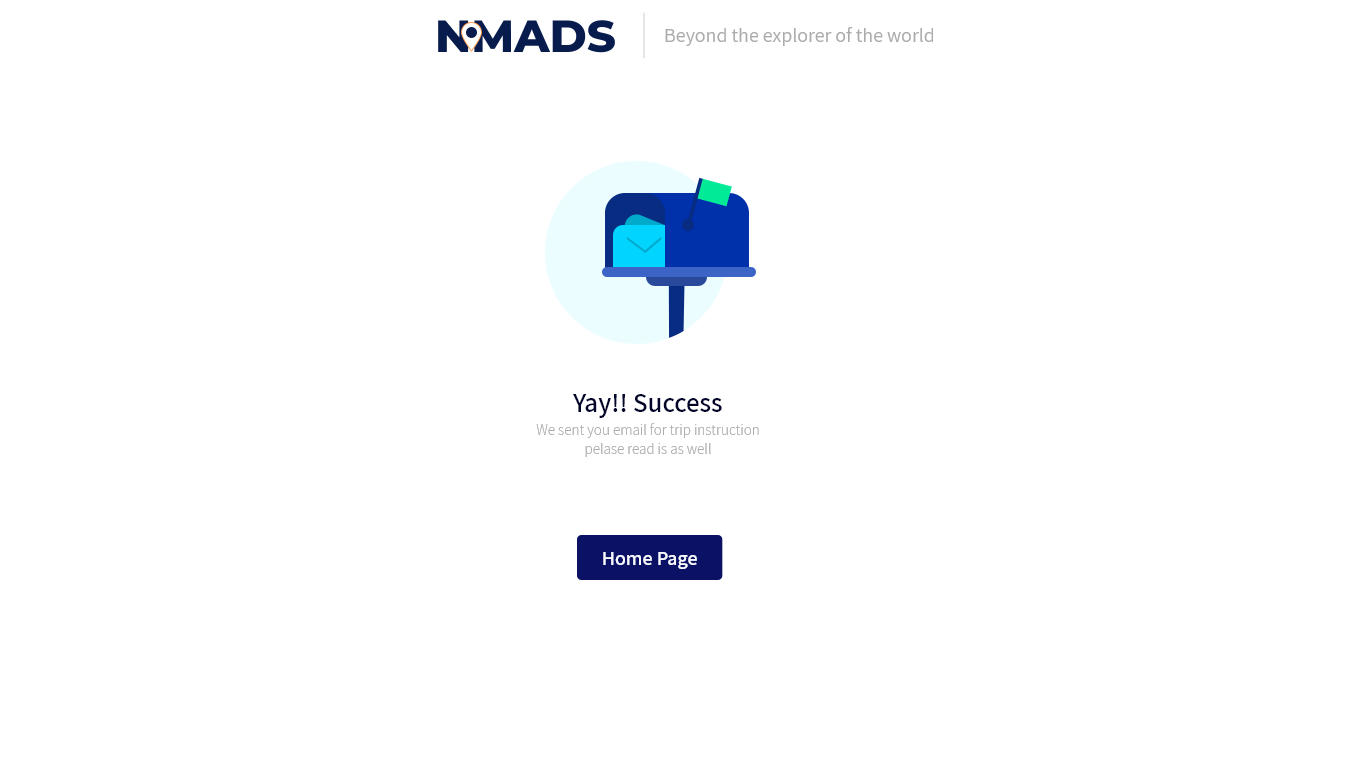 NOMADS
Beyond the explorer of the world
Yay!! Success
We sent you email for trip instruction
pelase read is as well
Home Page